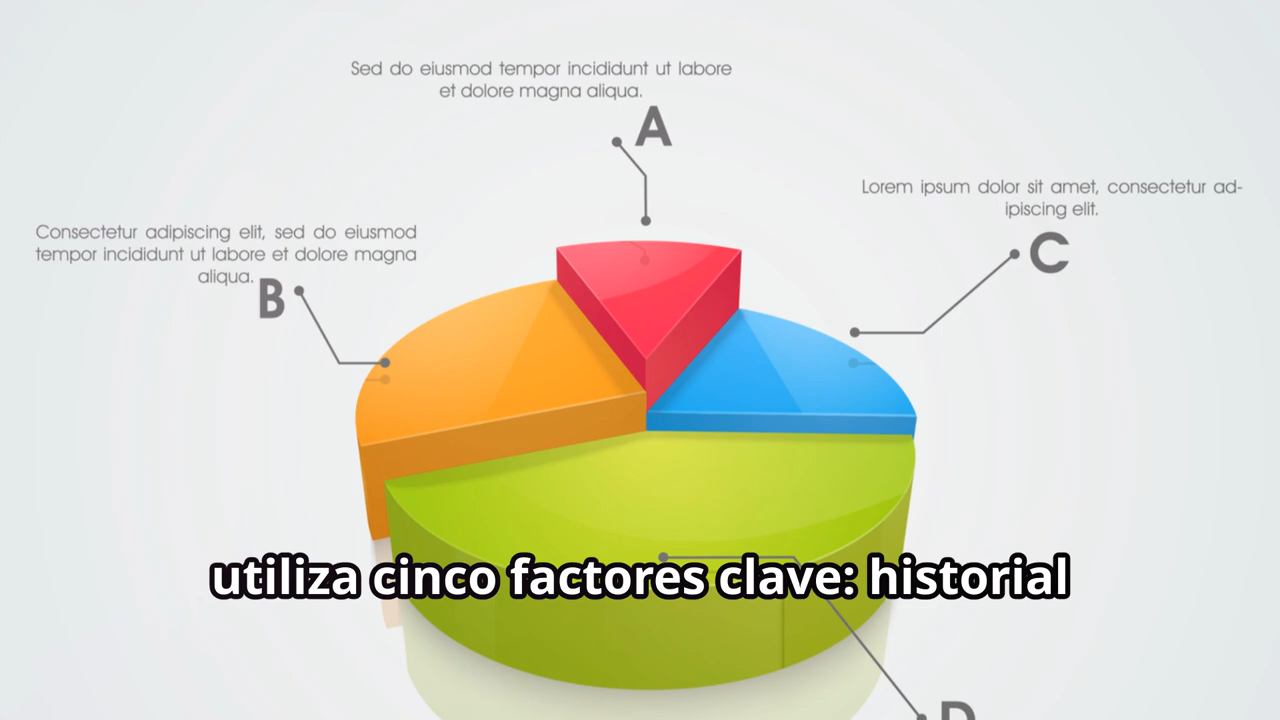 Sed do eiusmod tempor incididunt ut labore
et dolore magna aliqua.
A
Lorem ipsum dolor sit amet, consectetur ad-
ipiscing elit.
C
Consectetur adipiscing elit, sed do eiusmod
tempor incididunt ut labore et dolore magna
aliqua.
B
utiliza cinco factores clave: historial
D